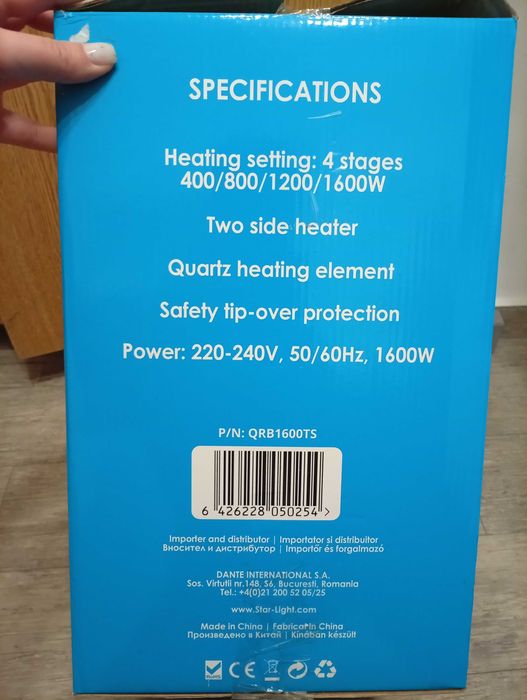 SPECIFICATIONS
Heating setting: 4 stages
400/800/1200/1600W
Two side heater
Quartz heating element
Safety tip-over protection
Power: 220-240V, 50/60Hz, 1600W
P/N: QRB1600TS
6 426228 050254 >
Importer and distributor | Importator si distribuitor
Вносител и дистрибутор | Importőr és forgalmazó
DANTE INTERNATIONAL S.A.
Sos. Virtutii nr.148, S6, Bucuresti, Romania
Tel.: +4(0)21 200 52 05/25
www.Star-Light.com
Made in China | Fabricat in China
Произведено в Китай | Kínában készült
CE